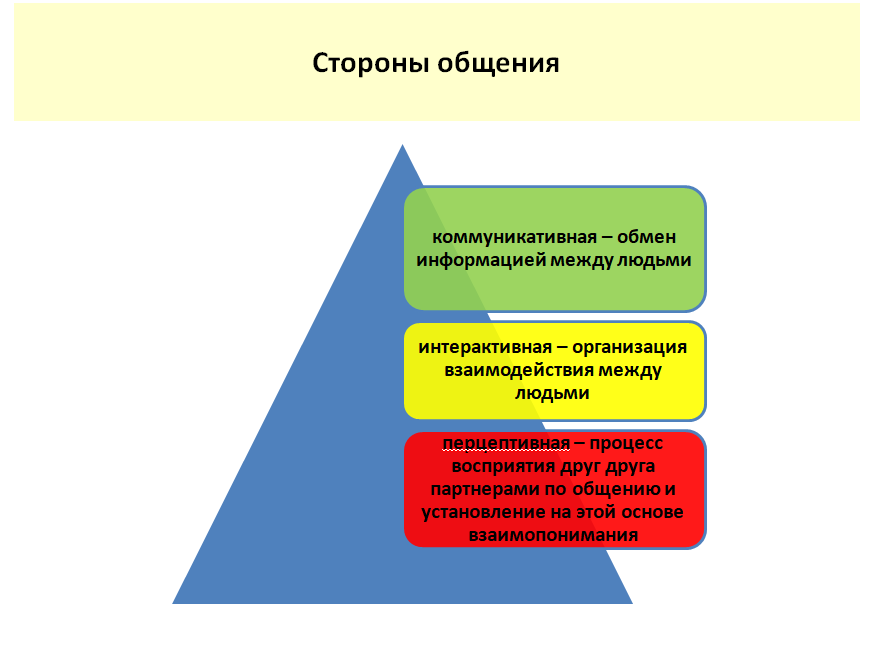 Стороны общения
коммуникативная – обмен
информацией между людьми
интерактивная – организация
взаимодействия между
людьми
перцептивная – процесс
восприятия друг друга
партнерами по общению и
установление на этой основе
взаимопонимания